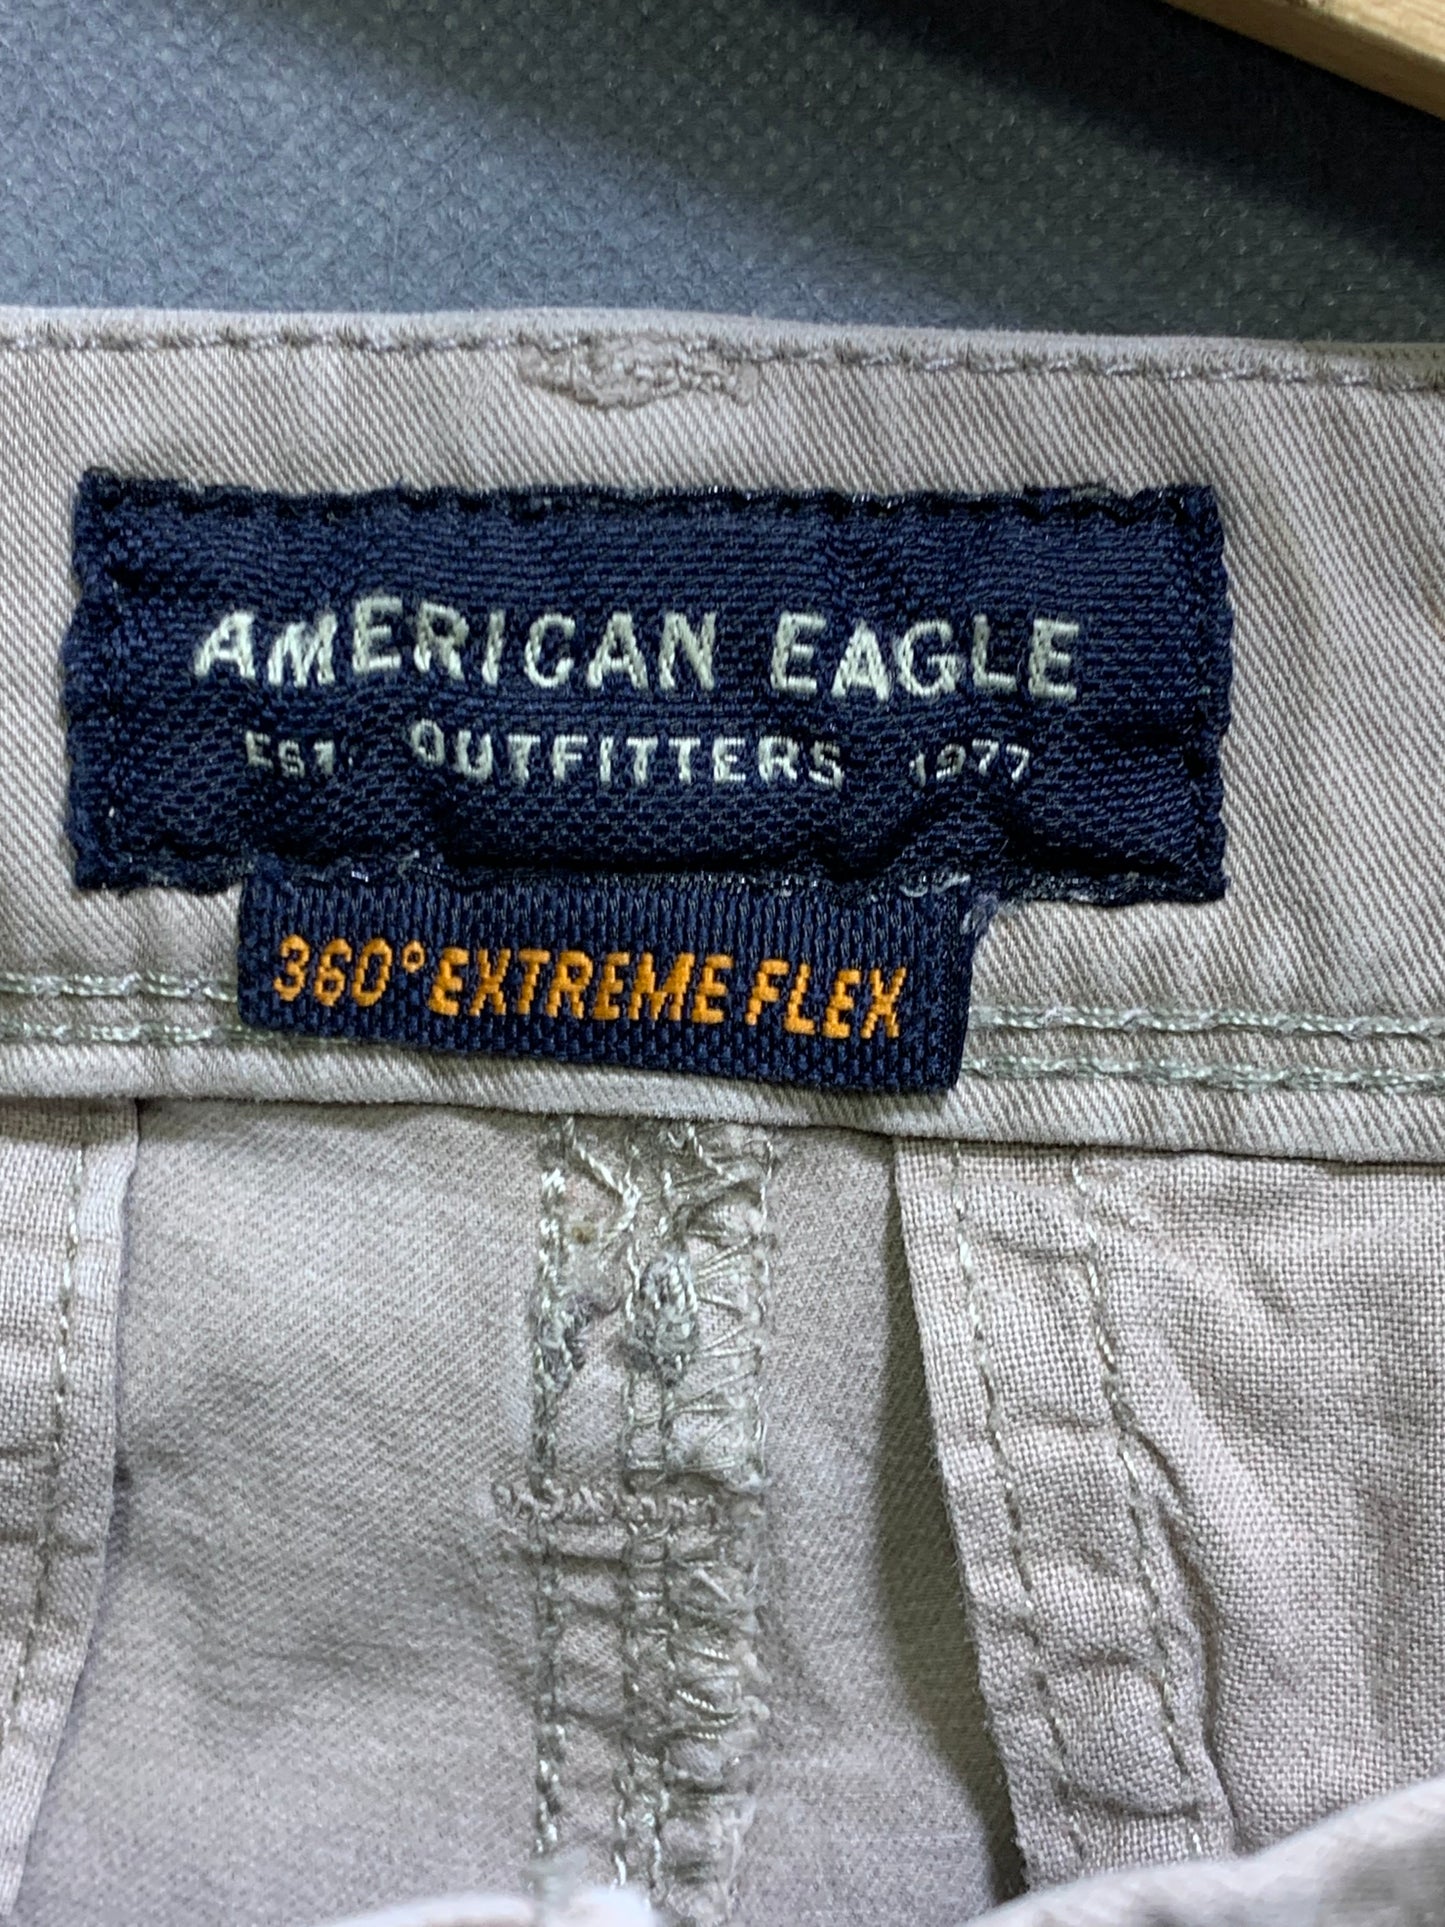 AMERICAN EAGLE
EST. OUTFITTERS 1977
360° EXTREME FLEX